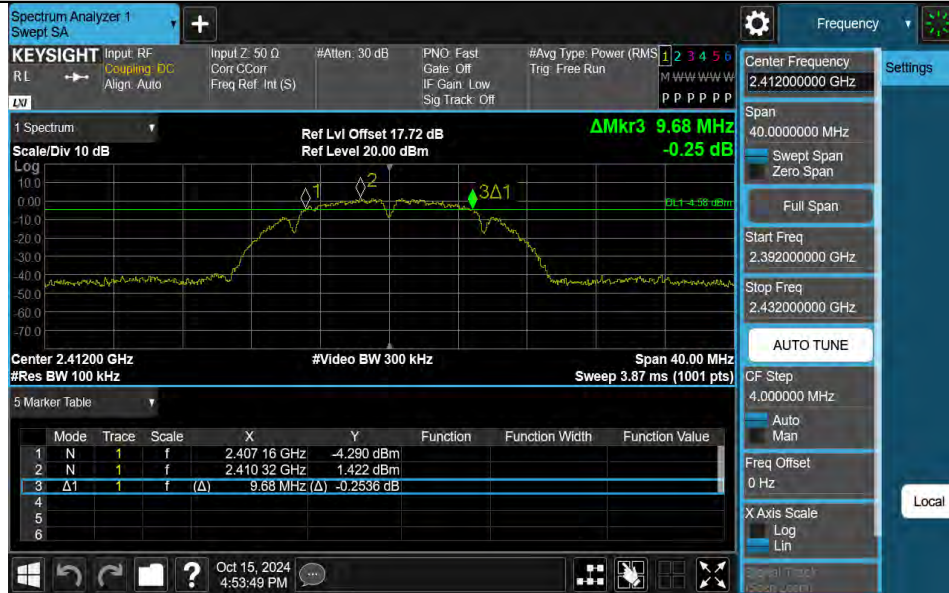 Spectrum Analyzer 1
Swept SA
Frequency
KEYSIGHT
RL
LXI
Input: RF
Coupling: DC
Align: Auto
Input Z: 50 Ω
Corr CCorr
Freq Ref: Int (S)
#Atten: 30 dB
PNO: Fast
Gate: Off
IF Gain: Low
Sig Track: Off
#Avg Type: Power (RMS
Trig: Free Run
1 2 3 4 5 6
M W W W W W
P P P P P P
1 Spectrum
Scale/Div 10 dB
Ref Lvl Offset 17.72 dB
Ref Level 20.00 dBm
ΔMkr3 9.68 MHz
-0.25 dB
Log
10.0
0.00
-10.0
-20.0
-30.0
-40.0
-50.0
-60.0
-70.0
1
2
3Δ1
DL1 -4.58 dBm
Center 2.41200 GHz
#Res BW 100 kHz
#Video BW 300 kHz
Span 40.00 MHz
Sweep 3.87 ms (1001 pts)
5 Marker Table
Mode Trace Scale X Y Function Function Width Function Value
1 N 1 f 2.407 16 GHz -4.290 dBm
2 N 1 f 2.410 32 GHz 1.422 dBm
3 Δ1 1 f (Δ) 9.68 MHz (Δ) -0.2536 dB
4
5
6
Oct 15, 2024
4:53:49 PM
?
Center Frequency
2.412000000 GHz
Settings
Span
40.0000000 MHz
Swept Span
Zero Span
Full Span
Start Freq
2.392000000 GHz
Stop Freq
2.432000000 GHz
AUTO TUNE
CF Step
4.000000 MHz
Auto
Man
Freq Offset
0 Hz
Local
X Axis Scale
Log
Lin
Signal Track
(Span Zoom)